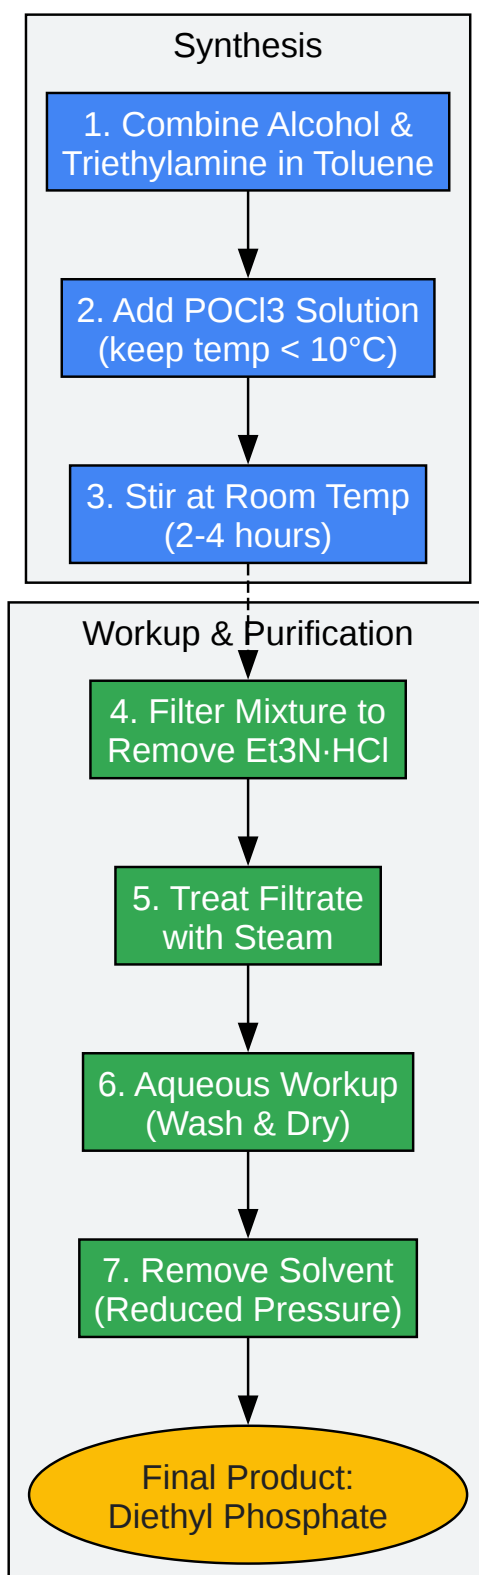 Synthesis
1. Combine Alcohol &
Triethylamine in Toluene
2. Add POCl3 Solution
(keep temp < 10°C)
3. Stir at Room Temp
(2-4 hours)
Workup & Purification
4. Filter Mixture to
Remove Et3N·HCl
5. Treat Filtrate
with Steam
6. Aqueous Workup
(Wash & Dry)
7. Remove Solvent
(Reduced Pressure)
Final Product:
Diethyl Phosphate